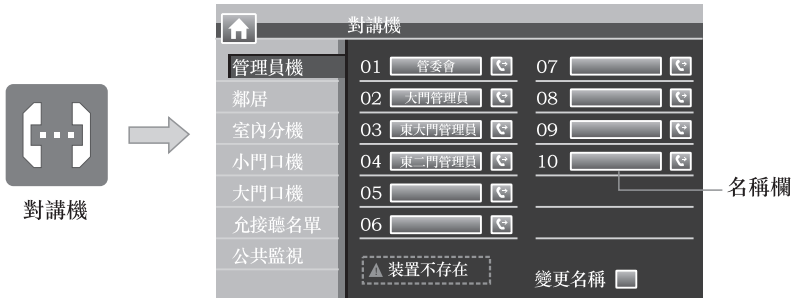 對講機
對講機
管理員機
鄰居
室內分機
小門口機
大門口機
允接聽名單
公共監視
01 管委會
02 大門管理員
03 東大門管理員
04 東二門管理員
05
06
07
08
09
10
名稱欄
装置不存在
變更名稱